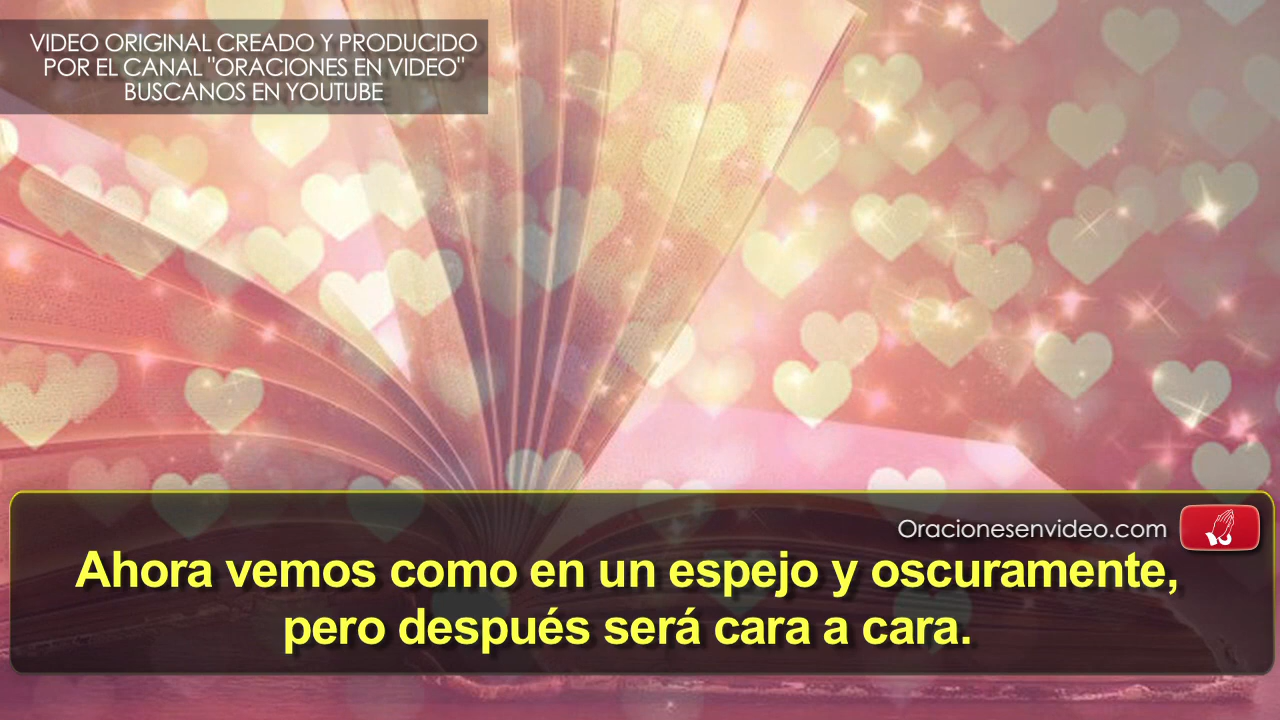 VIDEO ORIGINAL CREADO Y PRODUCIDO
POR EL CANAL "ORACIONES EN VIDEO"
BUSCANOS EN YOUTUBE
Oracionesenvideo.com
Ahora vemos como en un espejo y oscuramente,
pero después será cara a cara.